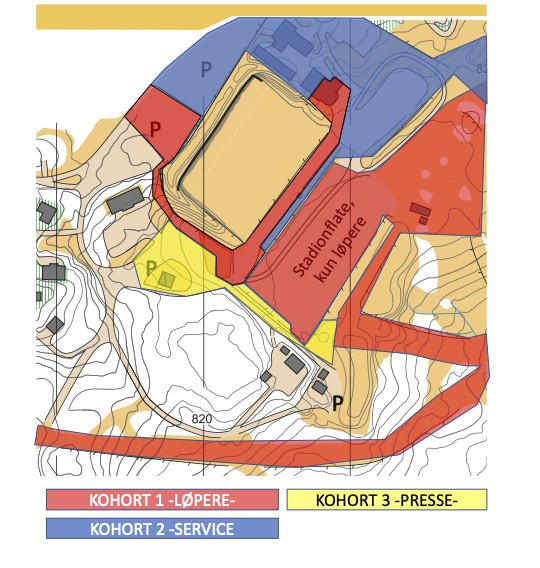 P
82
P
Stadionflate,
kun løpere
P
P
820
KOHORT 1 -LØPERE-
KOHORT 3 -PRESSE-
KOHORT 2 -SERVICE